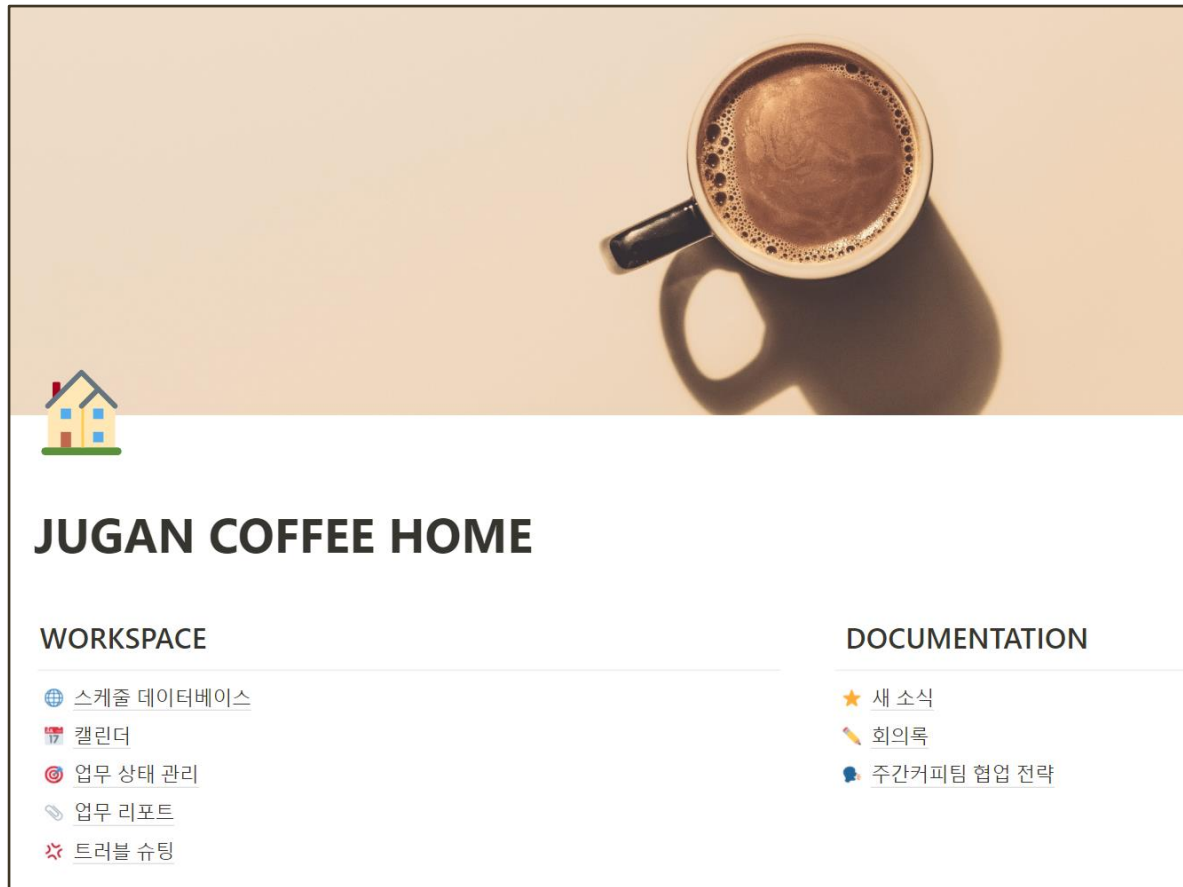 JUGAN COFFEE HOME
WORKSPACE
스케줄 데이터베이스
캘린더
업무 상태 관리
업무 리포트
트러블 슈팅
DOCUMENTATION
새 소식
회의록
주간커피팀 협업 전략